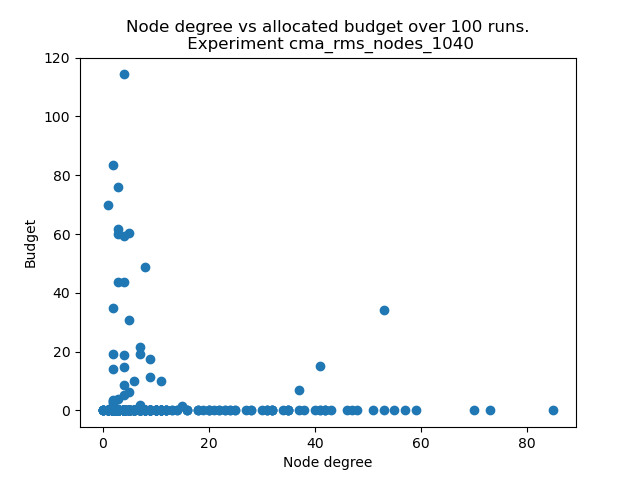 Node degree vs allocated budget over 100 runs.
Experiment cma_rms_nodes_1040
120
100
80
60
40
20
0
Budget
0 20 40 60 80
Node degree